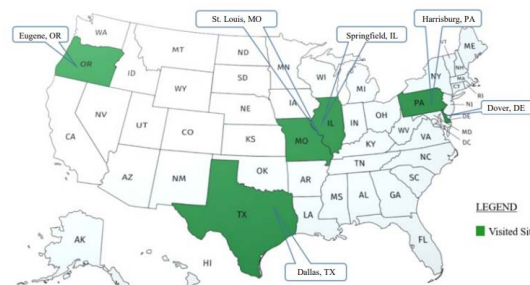 St. Louis, MO
Harrisburg, PA
Eugene, OR
Springfield, IL
Dover, DE
Dallas, TX
WA
OR
MT
ID
WY
ND
SD
NE
MN
WI
IA
MI
NY
ME
PA
RI
NJ
DE
MD
DC
CA
NV
UT
CO
KS
MO
IL
IN
OH
WV
VA
KY
NC
TN
SC
AZ
NM
OK
AR
TX
LA
MS
AL
GA
FL
AK
HI
CT
LEGEND
Visited Sit